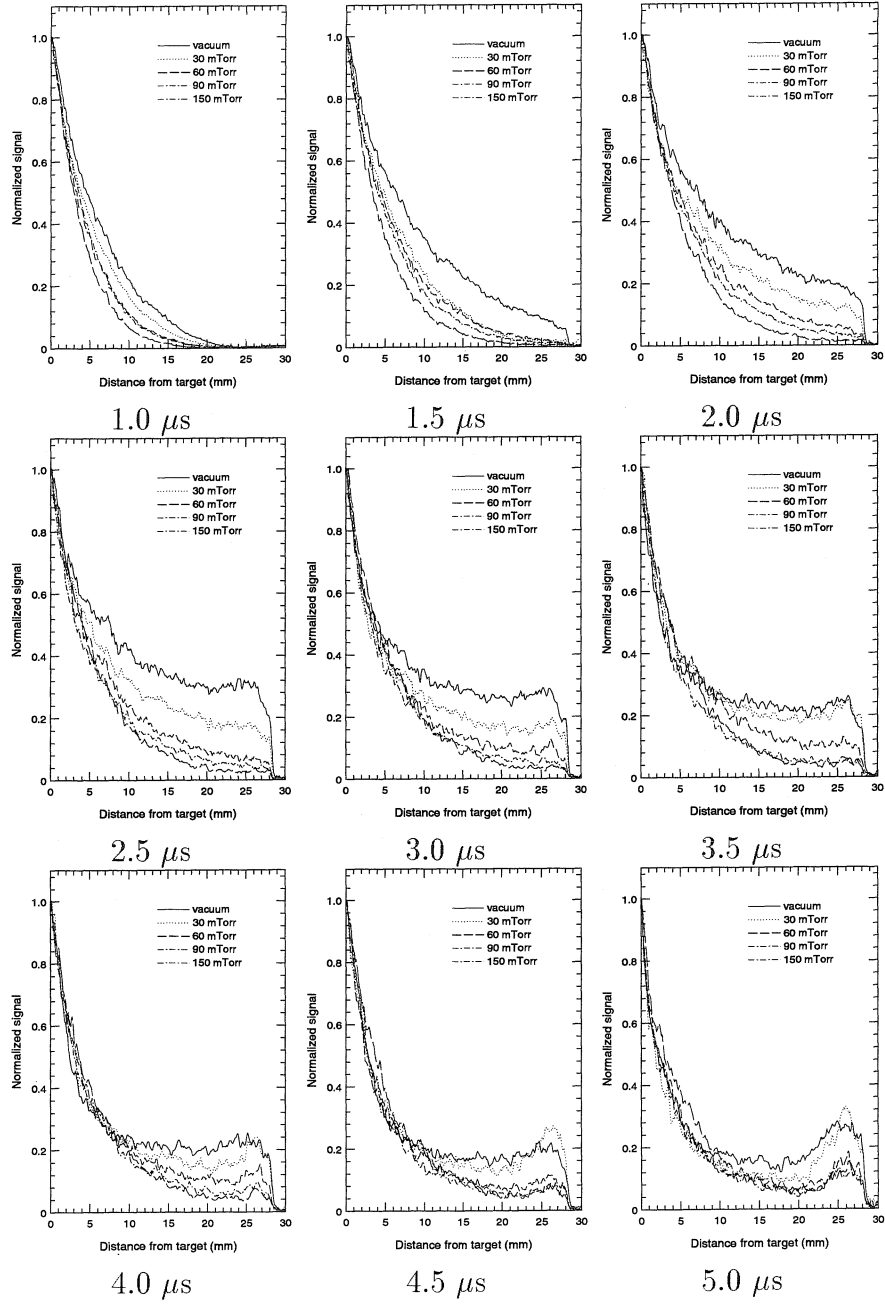 Normalized signal
1.0
0.8
0.6
0.4
0.2
0
vacuum
30 mTorr
60 mTorr
90 mTorr
150 mTorr
0 5 10 15 20 25 30
Distance from target (mm)
1.0 μs
Normalized signal
1.0
0.8
0.6
0.4
0.2
0
vacuum
30 mTorr
60 mTorr
90 mTorr
150 mTorr
0 5 10 15 20 25 30
Distance from target (mm)
1.5 μs
Normalized signal
1.0
0.8
0.6
0.4
0.2
0
vacuum
30 mTorr
60 mTorr
90 mTorr
150 mTorr
0 5 10 15 20 25 30
Distance from target (mm)
2.0 μs
Normalized signal
1.0
0.8
0.6
0.4
0.2
0
vacuum
30 mTorr
60 mTorr
90 mTorr
150 mTorr
0 5 10 15 20 25 30
Distance from target (mm)
2.5 μs
Normalized signal
1.0
0.8
0.6
0.4
0.2
0
vacuum
30 mTorr
60 mTorr
90 mTorr
150 mTorr
0 5 10 15 20 25 30
Distance from target (mm)
3.0 μs
Normalized signal
1.0
0.8
0.6
0.4
0.2
0
vacuum
30 mTorr
60 mTorr
90 mTorr
150 mTorr
0 5 10 15 20 25 30
Distance from target (mm)
3.5 μs
Normalized signal
1.0
0.8
0.6
0.4
0.2
0
vacuum
30 mTorr
60 mTorr
90 mTorr
150 mTorr
0 5 10 15 20 25 30
Distance from target (mm)
4.0 μs
Normalized signal
1.0
0.8
0.6
0.4
0.2
0
vacuum
30 mTorr
60 mTorr
90 mTorr
150 mTorr
0 5 10 15 20 25 30
Distance from target (mm)
4.5 μs
Normalized signal
1.0
0.8
0.6
0.4
0.2
0
vacuum
30 mTorr
60 mTorr
90 mTorr
150 mTorr
0 5 10 15 20 25 30
Distance from target (mm)
5.0 μs